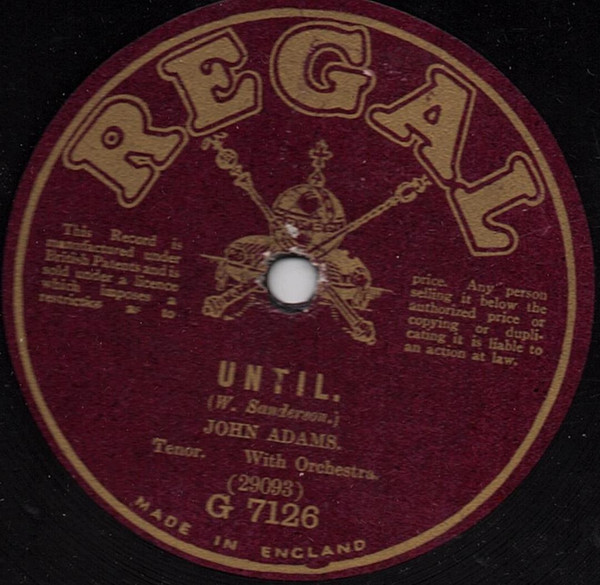 REGAL
This Record is
manufactured under
British Patents and is
sold under a licence
which imposes a
restriction as to
price. Any person
selling it below the
authorized price or
copying or dupli-
cating it is liable to
an action at law.
UNTIL.
(W. Sanderson.)
JOHN ADAMS.
Tenor. With Orchestra.
(29093)
G 7126
MADE IN ENGLAND